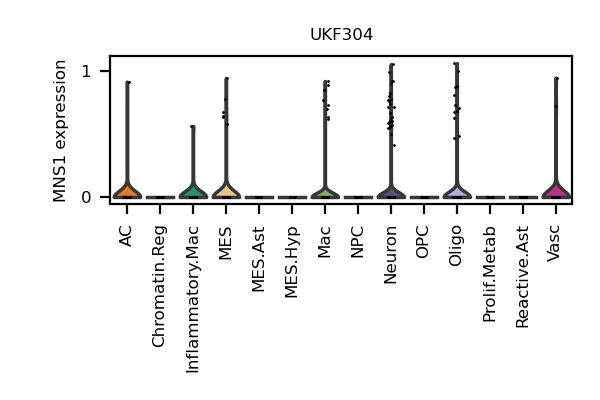 UKF304
MNS1 expression
1
0
AC
Chromatin.Reg
Inflammatory.Mac
MES
MES.Ast
MES.Hyp
Mac
NPC
Neuron
OPC
Oligo
Prolif.Metab
Reactive.Ast
Vasc